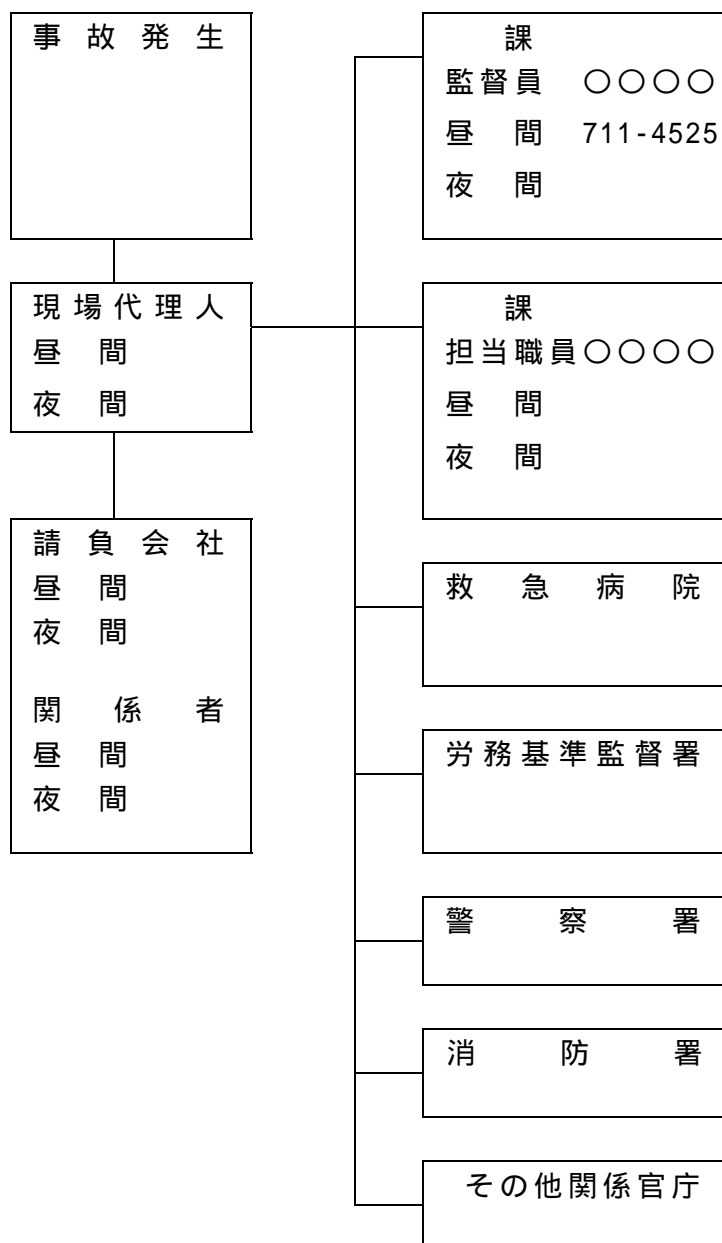 事故発生
現場代理人
昼間
夜間
請負会社
昼間
夜間
関係者
昼間
夜間
課
監督員 ○○○○
昼間 711-4525
夜間
課
担当職員○○○○
昼間
夜間
救急病院
労務基準監督署
警察署
消防署
その他関係官庁